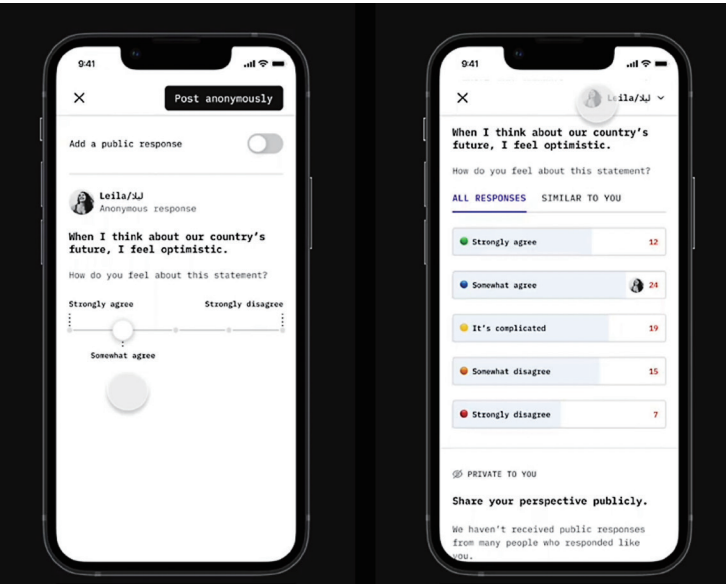 9:41
Post anonymously
Add a public response
Leila/ليلا
Anonymous response
When I think about our country's
future, I feel optimistic.
How do you feel about this statement?
Strongly agree
Strongly disagree
Somewhat agree
9:41
Leila/ليلا
When I think about our country's
future, I feel optimistic.
How do you feel about this statement?
ALL RESPONSES
SIMILAR TO YOU
Strongly agree 12
Somewhat agree 24
It's complicated 19
Somewhat disagree 15
Strongly disagree 7
PRIVATE TO YOU
Share your perspective publicly.
We haven't received public responses
from many people who responded like
you.